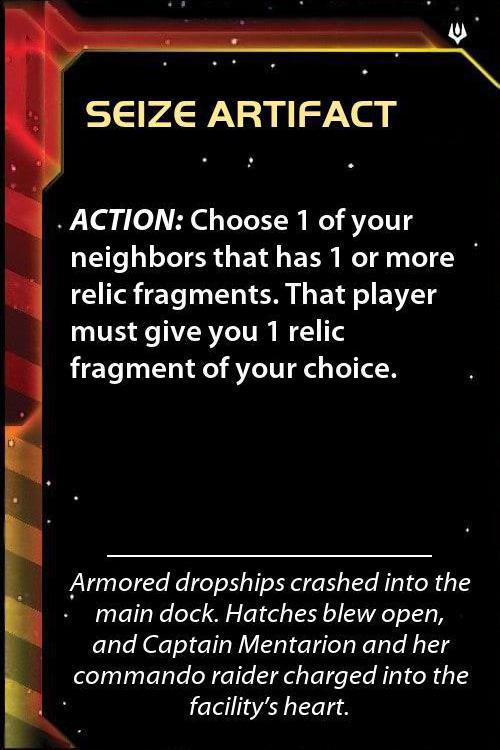 SEIZE ARTIFACT
ACTION: Choose 1 of your
neighbors that has 1 or more
relic fragments. That player
must give you 1 relic
fragment of your choice.
Armored dropships crashed into the
main dock. Hatches blew open,
and Captain Mentarion and her
commando raider charged into the
facility's heart.